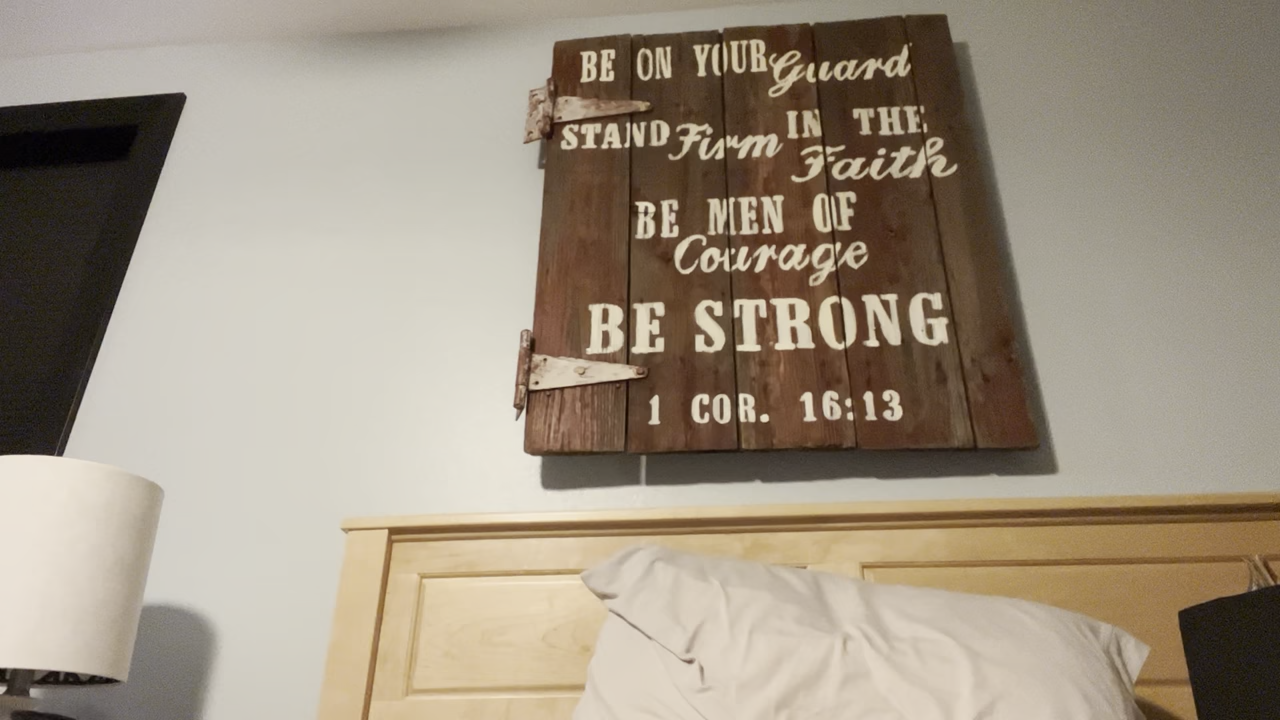 BE ON YOUR Guard
STAND Firm IN THE
Faith
BE MEN OF
Courage
BE STRONG
1 COR. 16:13